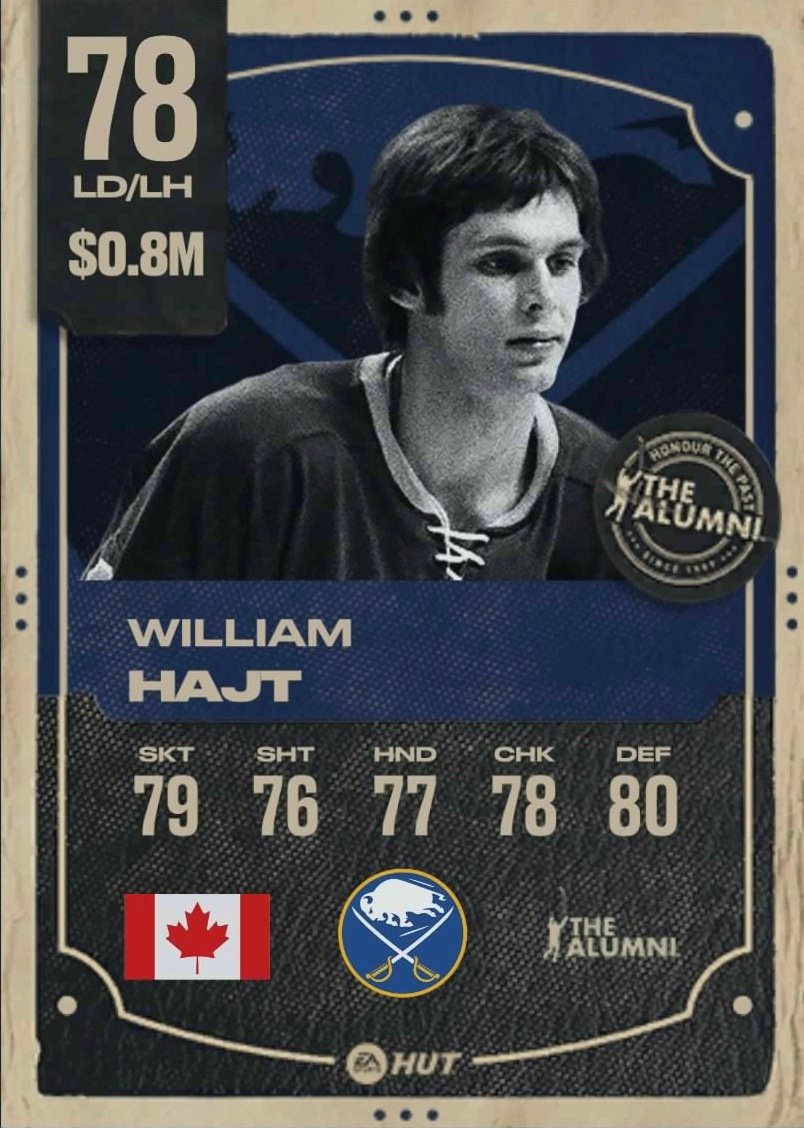 78
LD/LH
$0.8M
HONOUR THE PAST
THE
ALUMNI
WILLIAM
HAJT
SKT SHT HND CHK DEF
79 76 77 78 80
THE
ALUMNI
EA HUT